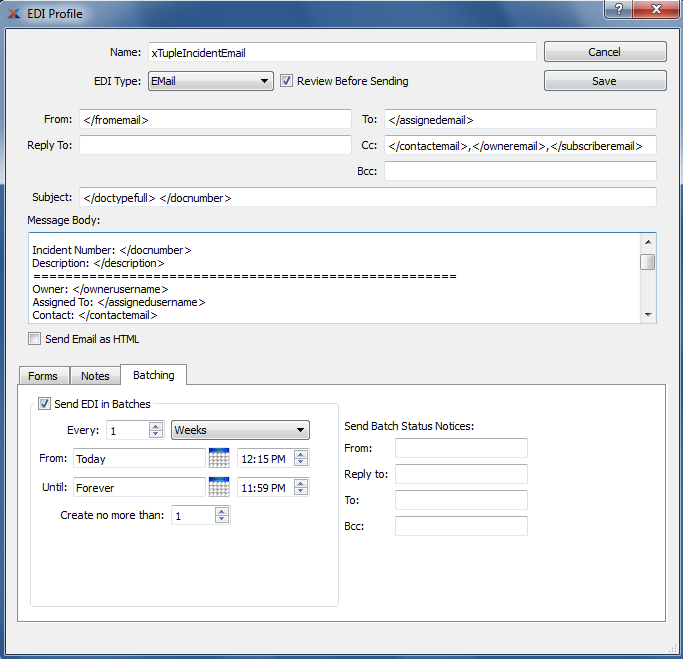 EDI Profile
Name: xTupleIncidentEmail Cancel
EDI Type: EMail Review Before Sending Save
From: </fromemail> To: </assignedemail>
Reply To: Cc: </contactemail>,</owneremail>,</subscriberemail>
Bcc:
Subject: </doctypefull> </docnumber>
Message Body:
Incident Number: </docnumber>
Description: </description>
=====================================================
Owner: </ownerusername>
Assigned To: </assignedusername>
Contact: </contactemail>
Send Email as HTML
Forms Notes Batching
Send EDI in Batches
Every: 1 Weeks
From: Today 12:15 PM
Until: Forever 11:59 PM
Create no more than: 1
Send Batch Status Notices:
From:
Reply to:
To:
Bcc: